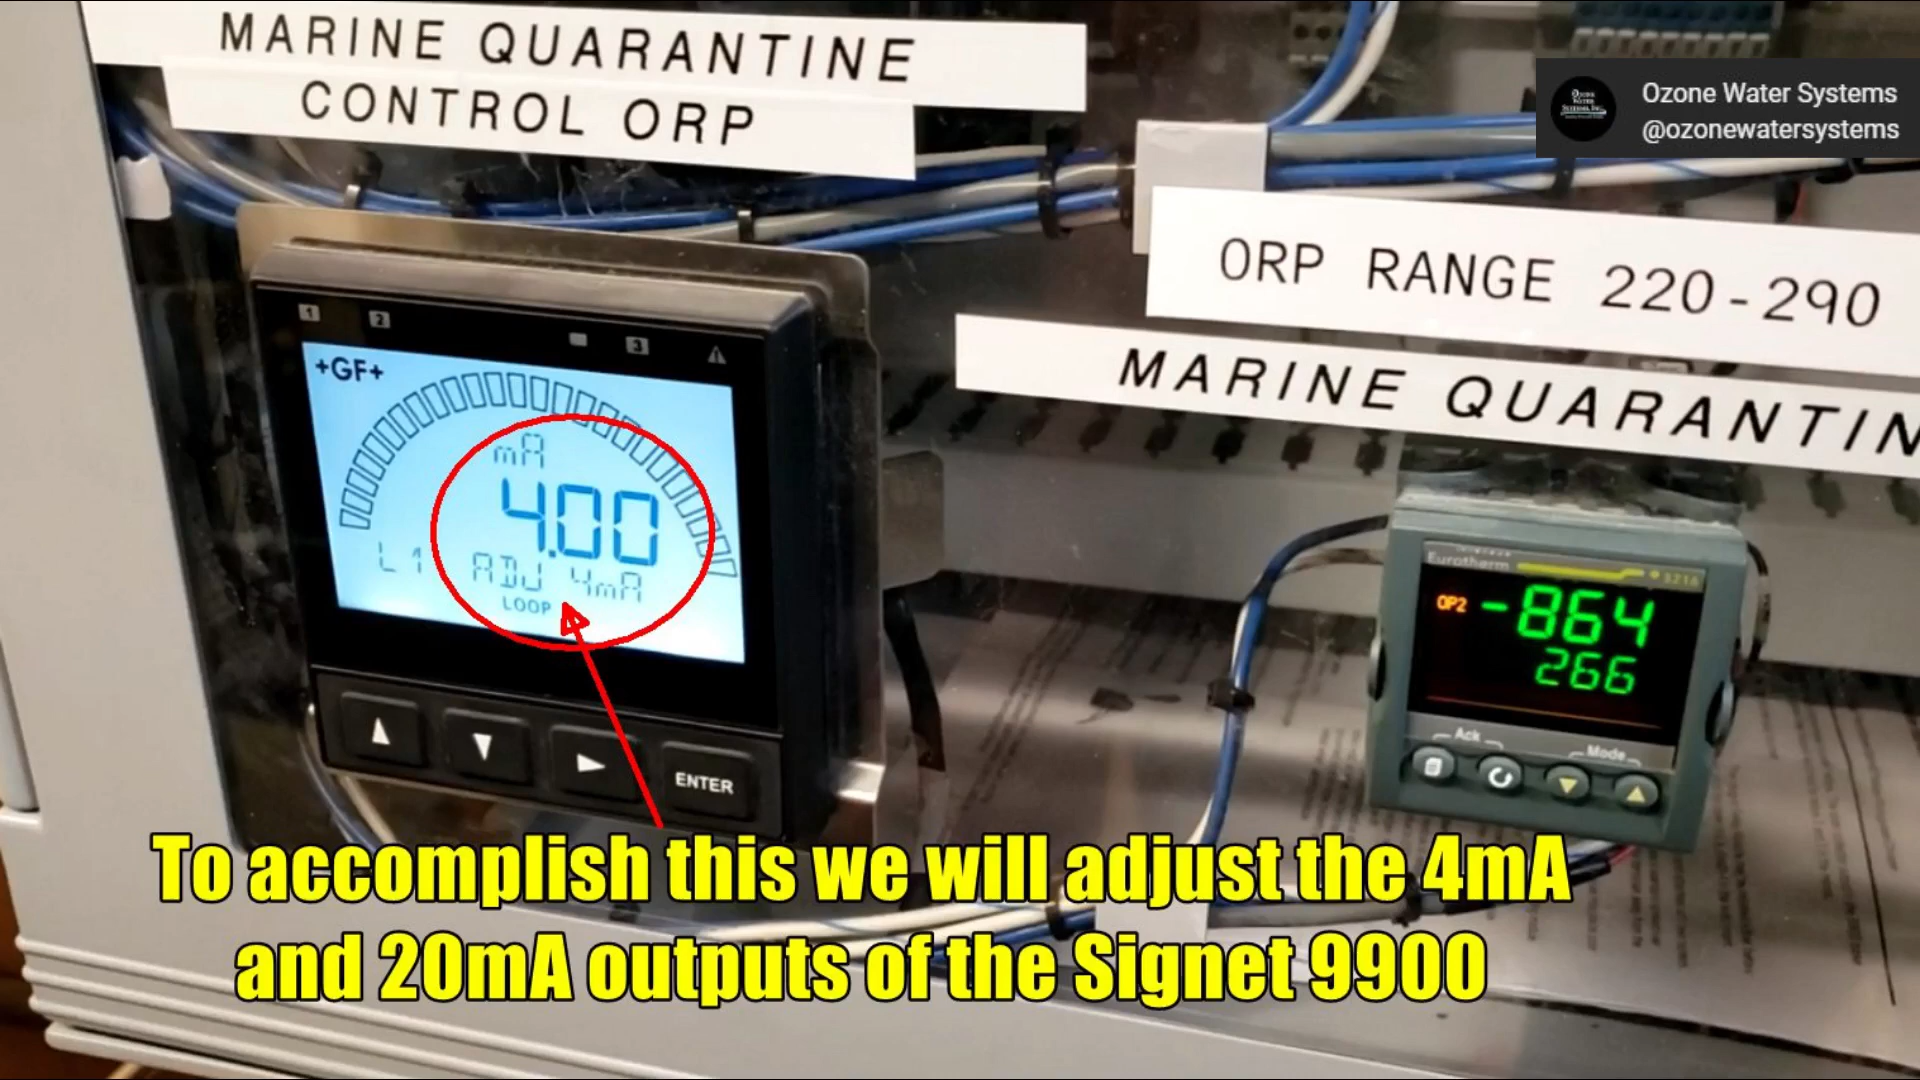 MARINE QUARANTINE
CONTROL ORP
Ozone Water Systems
@ozonewatersystems
ORP RANGE 220-290
MARINE QUARANTIN
1 2 3
+GF+
mA
4.00
L1 ADJ 4mA
LOOP
ENTER
Eurotherm 3216
OP2 -864
266
Ack
Mode
To accomplish this we will adjust the 4mA
and 20mA outputs of the Signet 9900